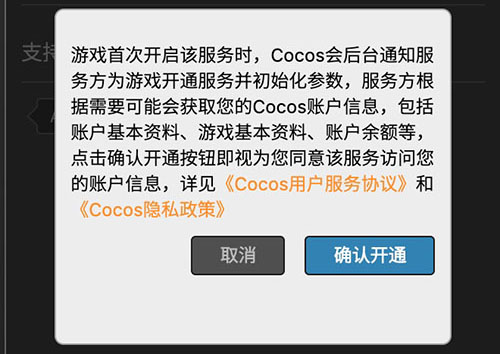 支持
游戏首次开启该服务时，Cocos会后台通知服
务方为游戏开通服务并初始化参数，服务方根
据需要可能会获取您的Cocos账户信息，包括
账户基本资料、游戏基本资料、账户余额等，
点击确认开通按钮即视为您同意该服务访问您
的账户信息，详见《Cocos用户服务协议》和
《Cocos隐私政策》
取消
确认开通